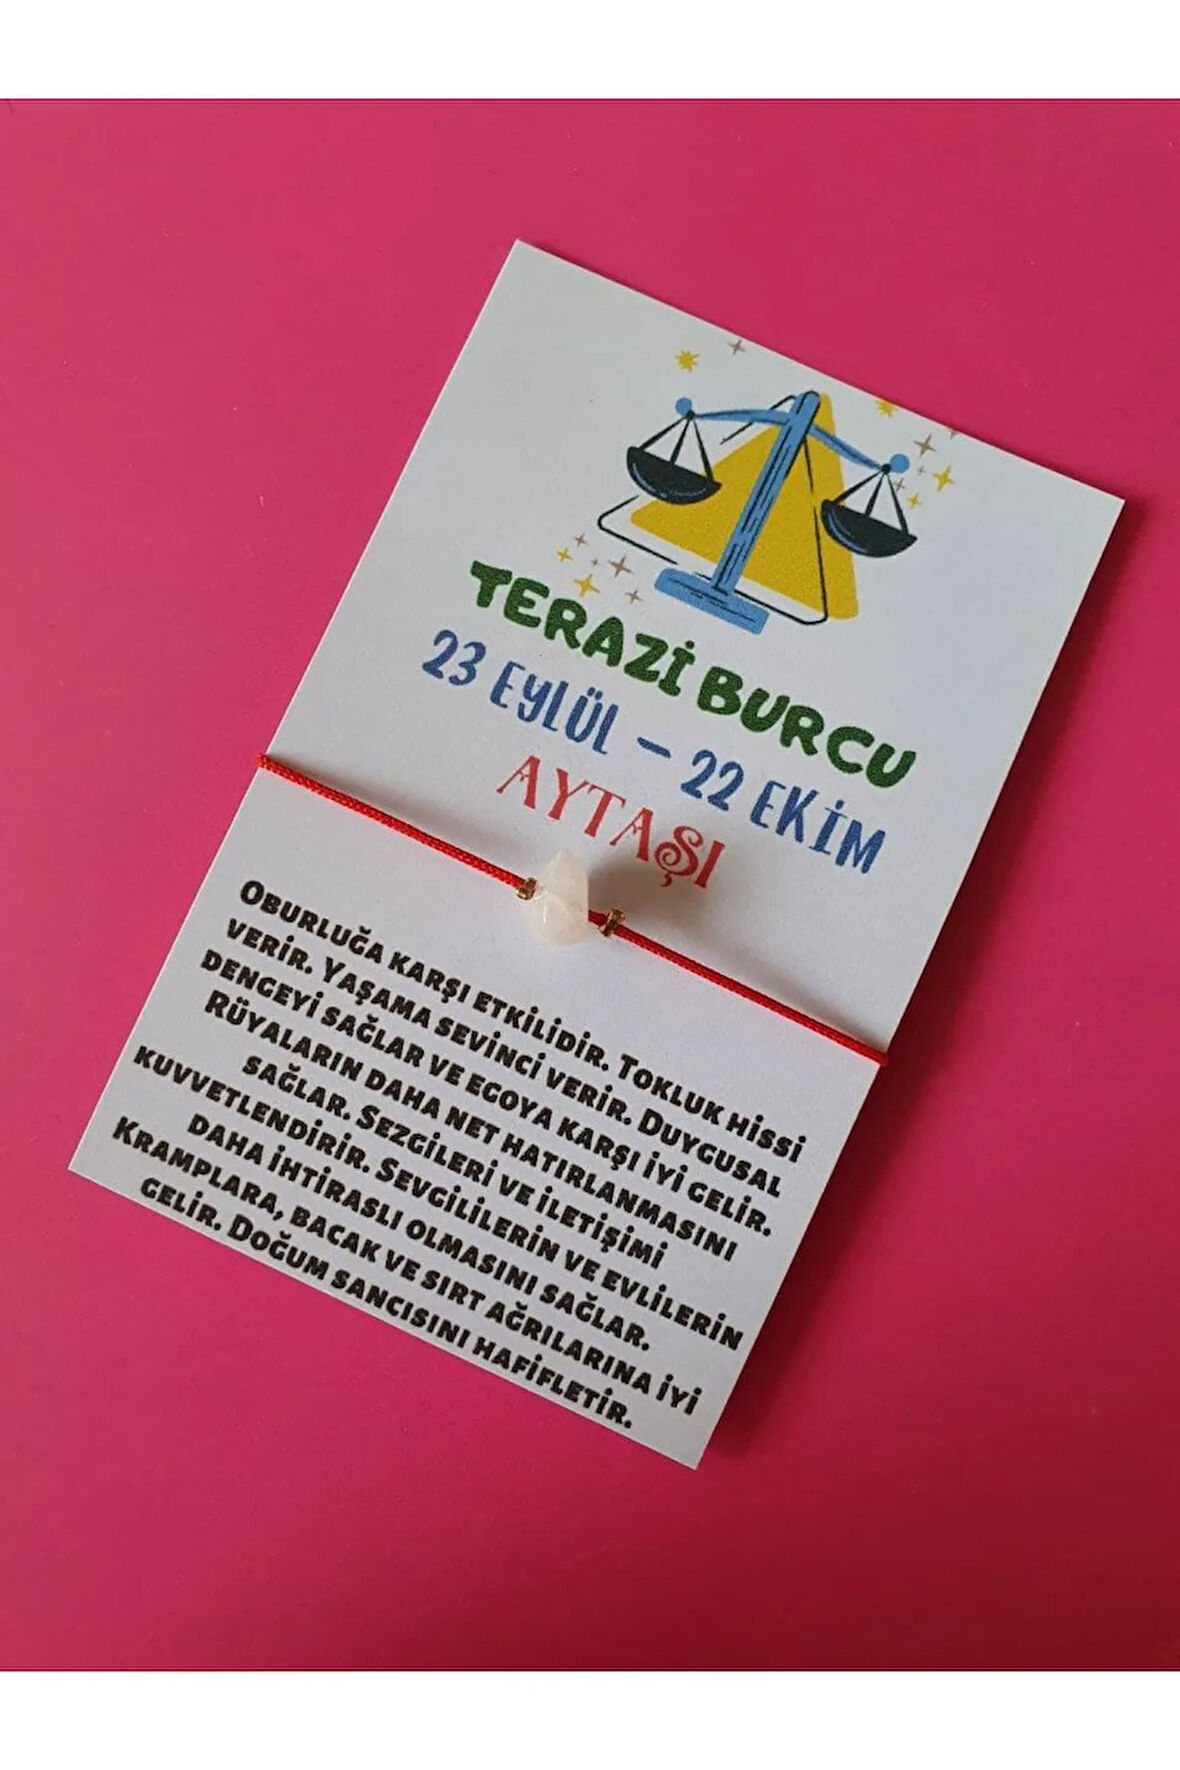 TERAZİ BURCU
23 EYLÜL – 22 EKİM
AYTAŞI
OBURLUĞA KARŞI ETKİLİDİR. TOKLUK HİSSİ
VERİR. YAŞAMA SEVİNCİ VERİR. DUYGUSAL
DENGEYİ SAĞLAR VE EGOYA KARŞI İYİ GELİR.
RÜYALARIN DAHA NET HATIRLANMASINI
SAĞLAR. SEZGİLERİ VE İLETİŞİMİ
KUVVETLENDİRİR. SEVGİLİLERİN VE EVLİLERİN
DAHA İHTİRASLI OLMASINI SAĞLAR.
KRAMPLARA, BACAK VE SIRT AĞRILARINA İYİ
GELİR. DOĞUM SANCISINI HAFİFLETİR.